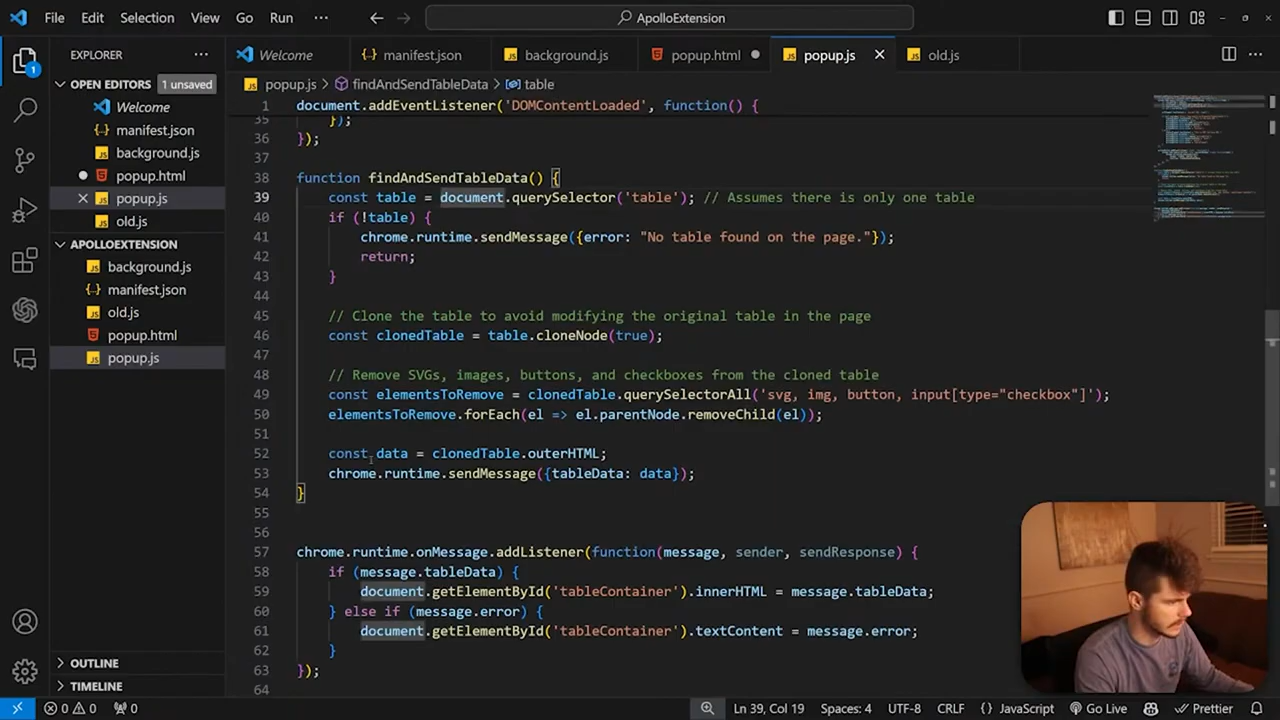 File Edit Selection View Go Run ···
ApolloExtension
EXPLORER ···
Welcome
manifest.json
background.js
popup.html
popup.js
old.js
OPEN EDITORS 1 unsaved
Welcome
manifest.json
background.js
popup.html
popup.js
old.js
APOLLOEXTENSION
background.js
manifest.json
old.js
popup.html
popup.js
OUTLINE
TIMELINE
popup.js > findAndSendTableData > table
1 document.addEventListener('DOMContentLoaded', function() {
35 });
36 });
37
38 function findAndSendTableData() {
39 const table = document.querySelector('table'); // Assumes there is only one table
40 if (!table) {
41 chrome.runtime.sendMessage({error: "No table found on the page."});
42 return;
43 }
44
45 // Clone the table to avoid modifying the original table in the page
46 const clonedTable = table.cloneNode(true);
47
48 // Remove SVGs, images, buttons, and checkboxes from the cloned table
49 const elementsToRemove = clonedTable.querySelectorAll('svg, img, button, input[type="checkbox"]');
50 elementsToRemove.forEach(el => el.parentNode.removeChild(el));
51
52 const data = clonedTable.outerHTML;
53 chrome.runtime.sendMessage({tableData: data});
54 }
55
56
57 chrome.runtime.onMessage.addListener(function(message, sender, sendResponse) {
58 if (message.tableData) {
59 document.getElementById('tableContainer').innerHTML = message.tableData;
60 } else if (message.error) {
61 document.getElementById('tableContainer').textContent = message.error;
62 }
63 });
64
0 0 0 Ln 39, Col 19 Spaces: 4 UTF-8 CRLF {} JavaScript Go Live Prettier